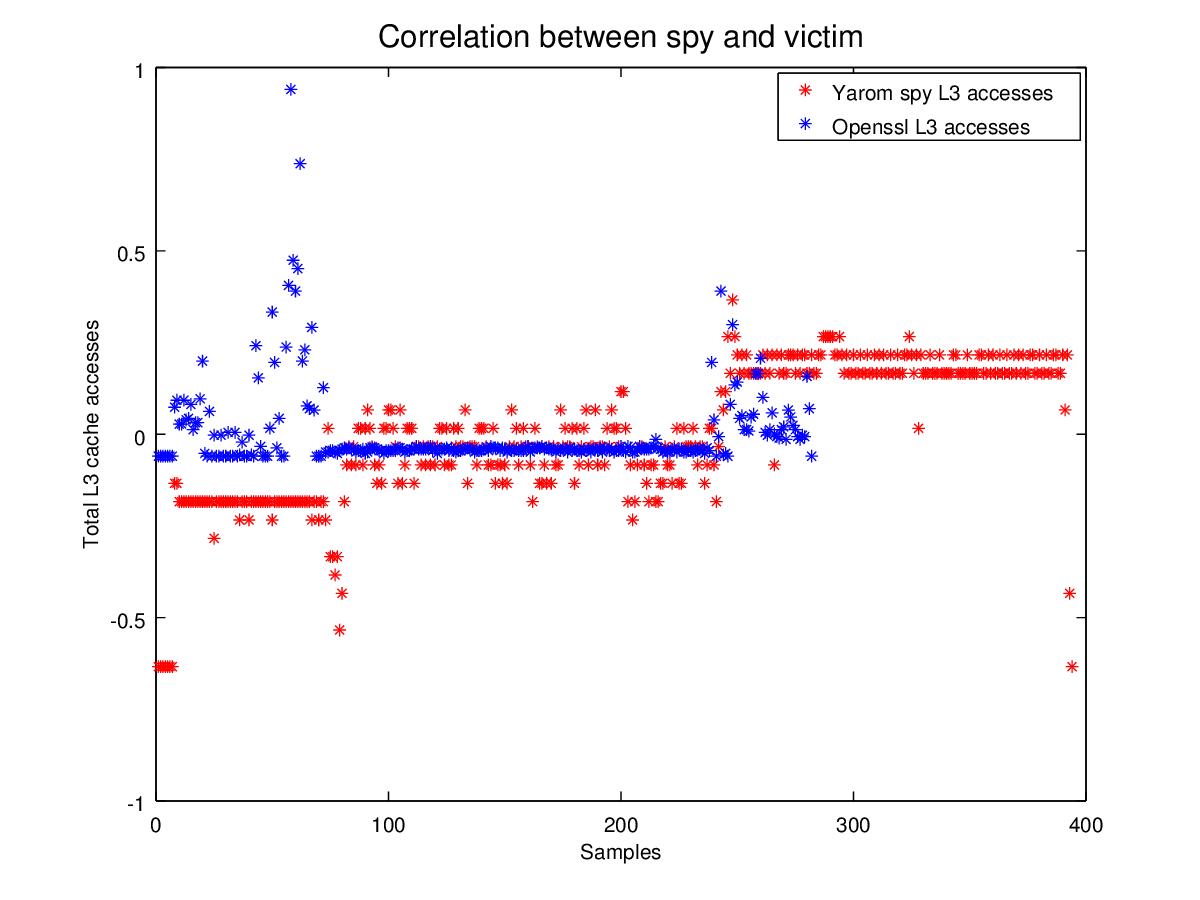 Correlation between spy and victim
Yarom spy L3 accesses
Openssl L3 accesses
Total L3 cache accesses
1
0.5
0
-0.5
-1
0 100 200 300 400
Samples